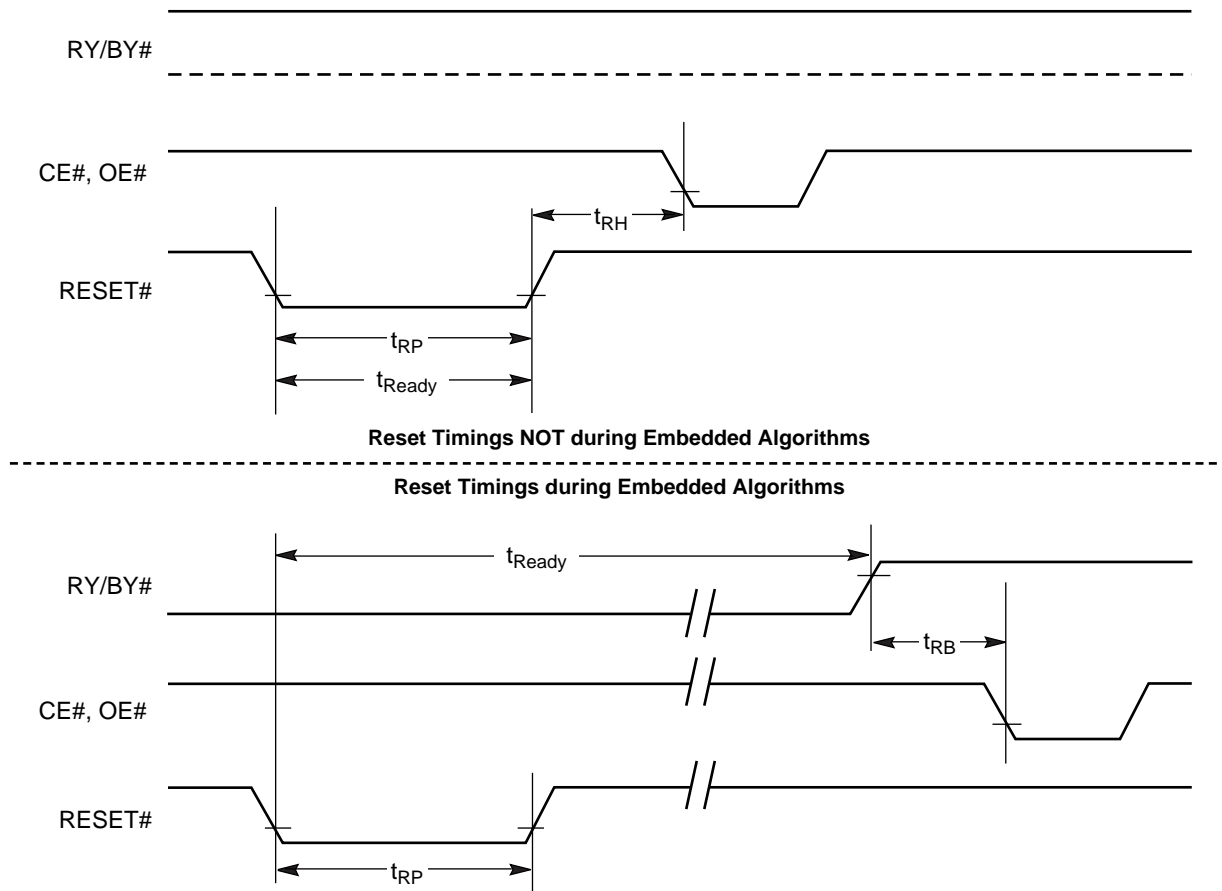 RY/BY#
CE#, OE#
tRH
RESET#
tRP
tReady
Reset Timings NOT during Embedded Algorithms
Reset Timings during Embedded Algorithms
tReady
RY/BY#
tRB
CE#, OE#
RESET#
tRP